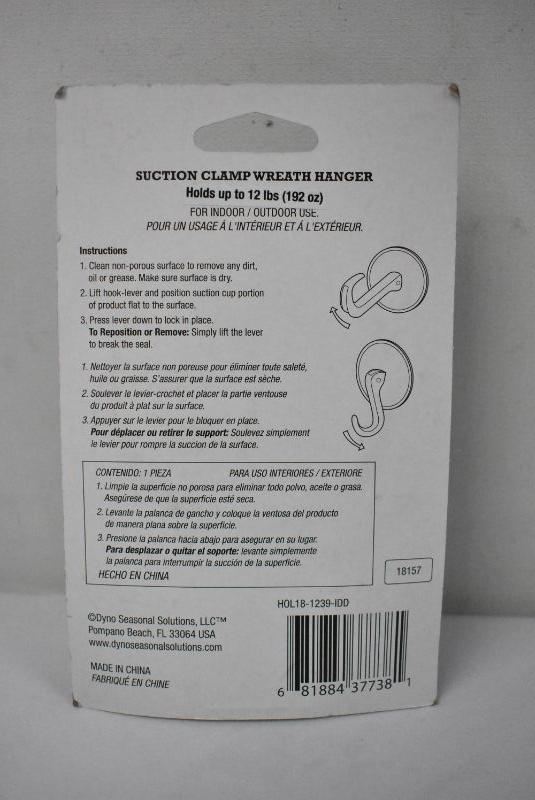 SUCTION CLAMP WREATH HANGER
Holds up to 12 lbs (192 oz)
FOR INDOOR / OUTDOOR USE.
POUR UN USAGE Á L'INTÉRIEUR ET Á L'EXTÉRIEUR.
Instructions
1. Clean non-porous surface to remove any dirt,
oil or grease. Make sure surface is dry.
2. Lift hook-lever and position suction cup portion
of product flat to the surface.
3. Press lever down to lock in place.
To Reposition or Remove: Simply lift the lever
to break the seal.
1. Nettoyer la surface non poreuse pour éliminer toute saleté,
huile ou graisse. S'assurer que la surface est sèche.
2. Soulever le levier-crochet et placer la partie ventouse
du produit à plat sur la surface.
3. Appuyer sur le levier pour le bloquer en place.
Pour déplacer ou retirer le support: Soulevez simplement
le levier pour rompre la succion de la surface.
CONTENIDO: 1 PIEZA PARA USO INTERIORES / EXTERIORE
1. Limpie la superficie no porosa para eliminar todo polvo, aceite o grasa.
Asegúrese de que la superficie esté seca.
2. Levante la palanca de gancho y coloque la ventosa del producto
de manera plana sobre la superficie.
3. Presione la palanca hacia abajo para asegurar en su lugar.
Para desplazar o quitar el soporte: levante simplemente
la palanca para interrumpir la succión de la superficie.
HECHO EN CHINA
18157
HOL18-1239-IDD
©Dyno Seasonal Solutions, LLC™
Pompano Beach, FL 33064 USA
www.dynoseasonalsolutions.com
MADE IN CHINA
FABRIQUÉ EN CHINE
6 81884 37738 1